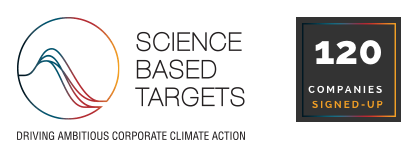 SCIENCE
BASED
TARGETS
DRIVING AMBITIOUS CORPORATE CLIMATE ACTION
120
COMPANIES
SIGNED-UP